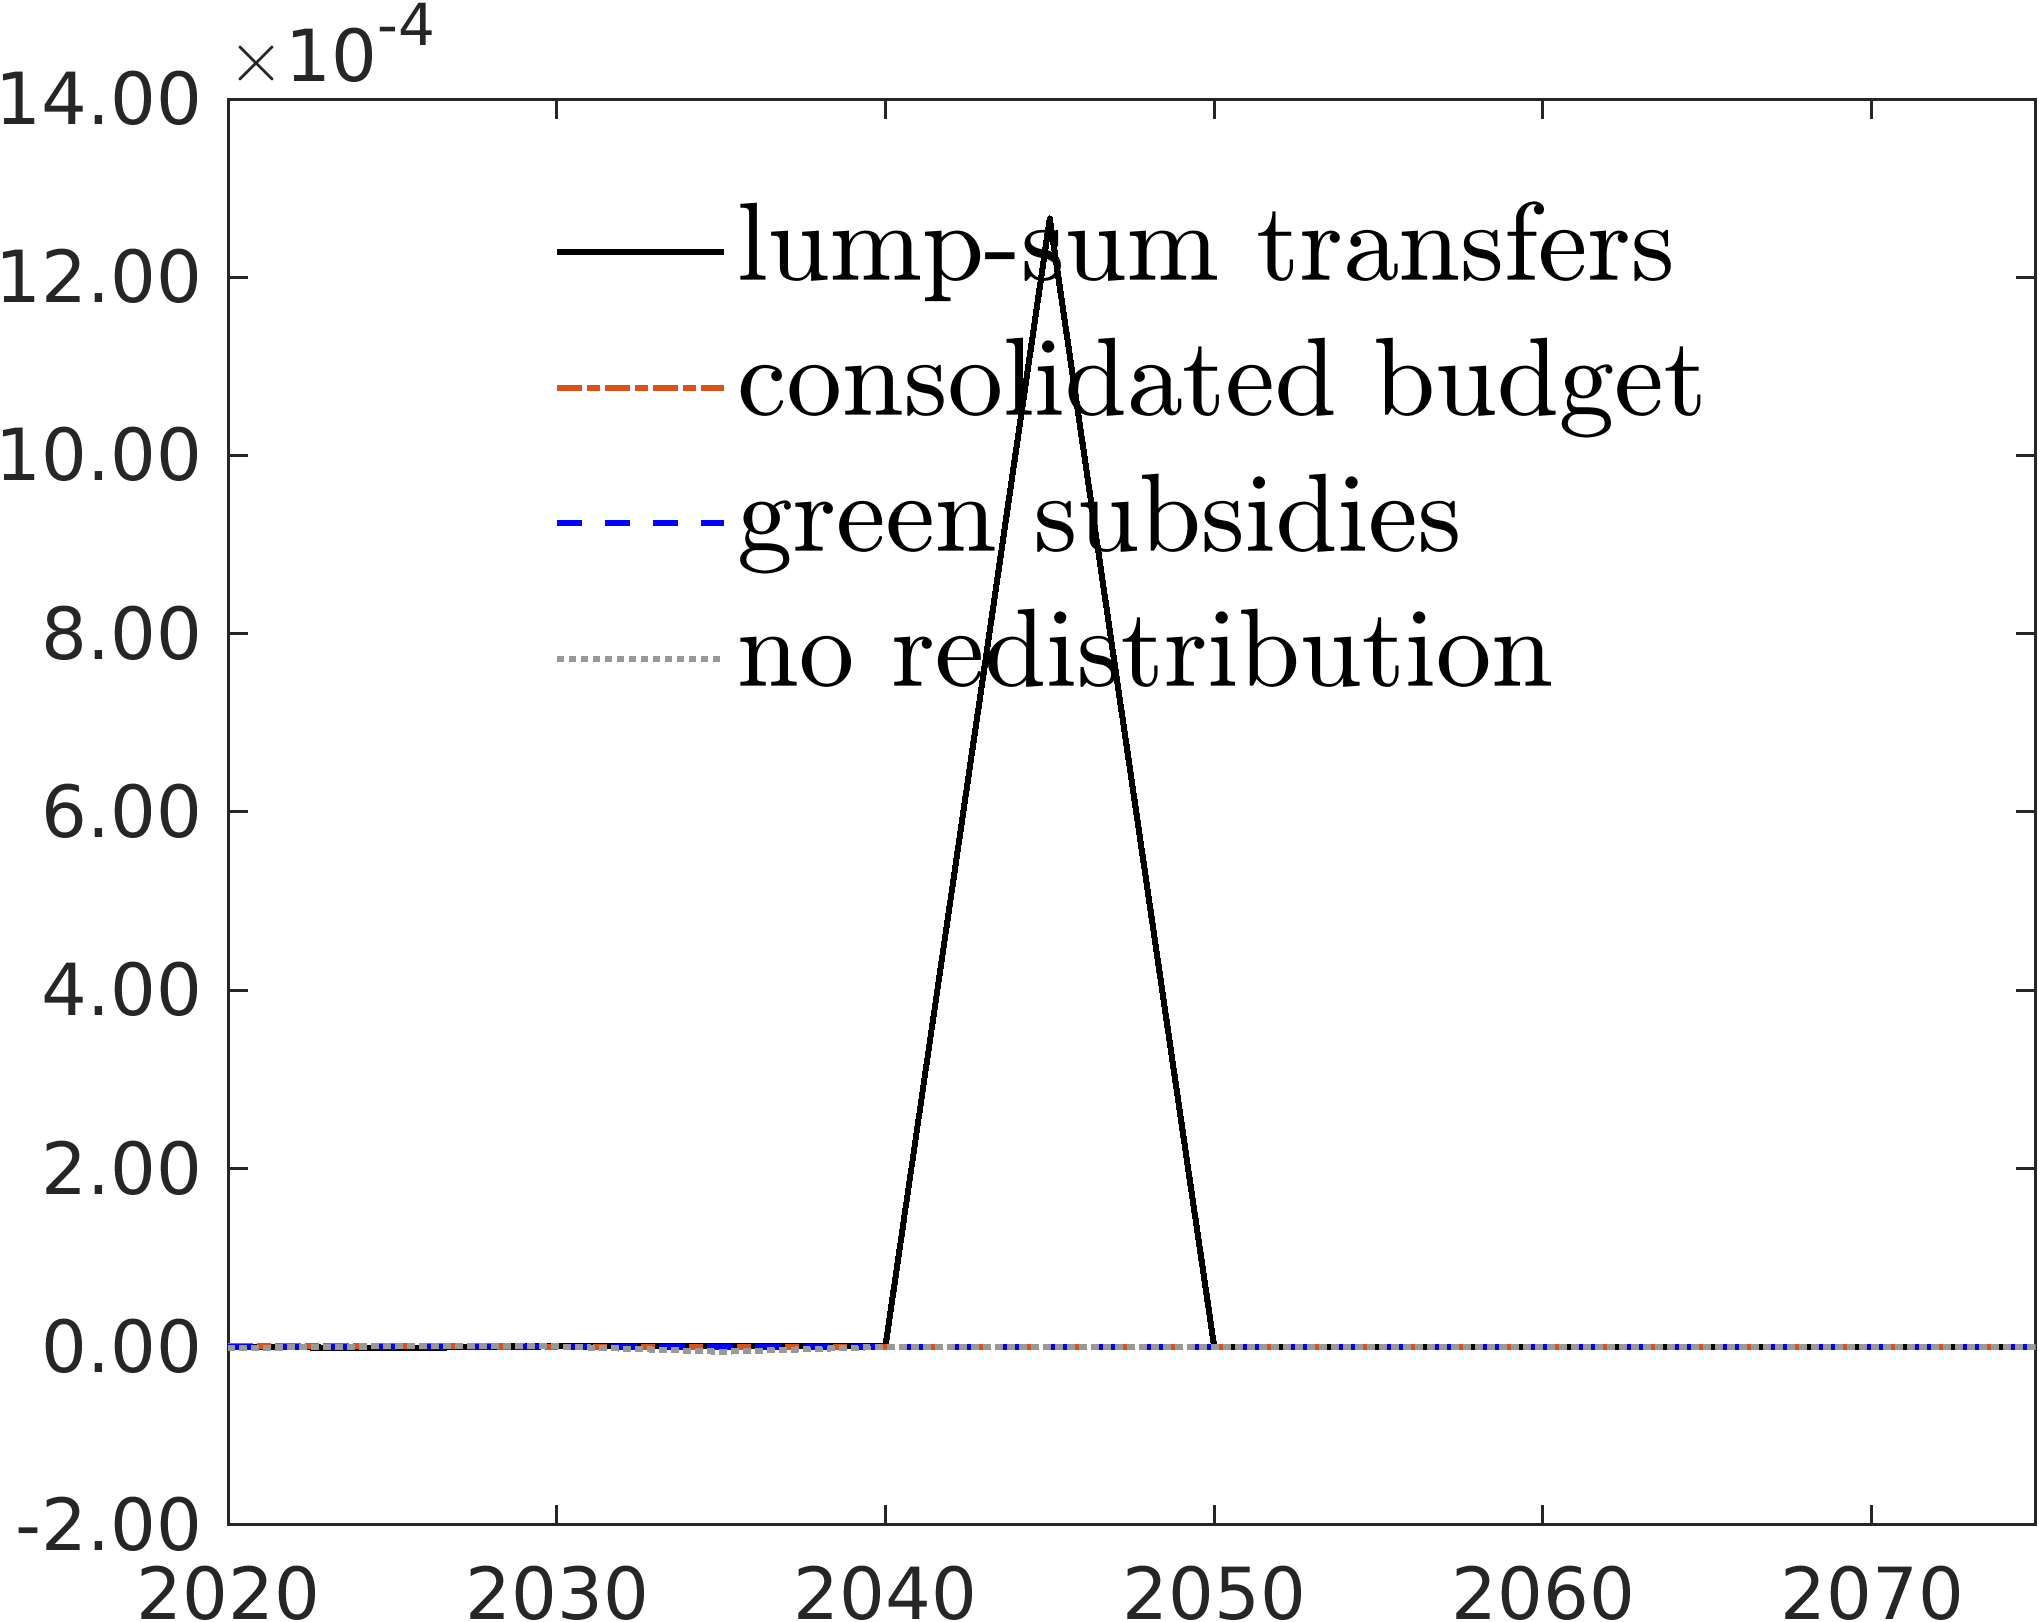 ×10-4
14.00
12.00
10.00
8.00
6.00
4.00
2.00
0.00
-2.00
lump-sum transfers
consolidated budget
green subsidies
no redistribution
2020 2030 2040 2050 2060 2070